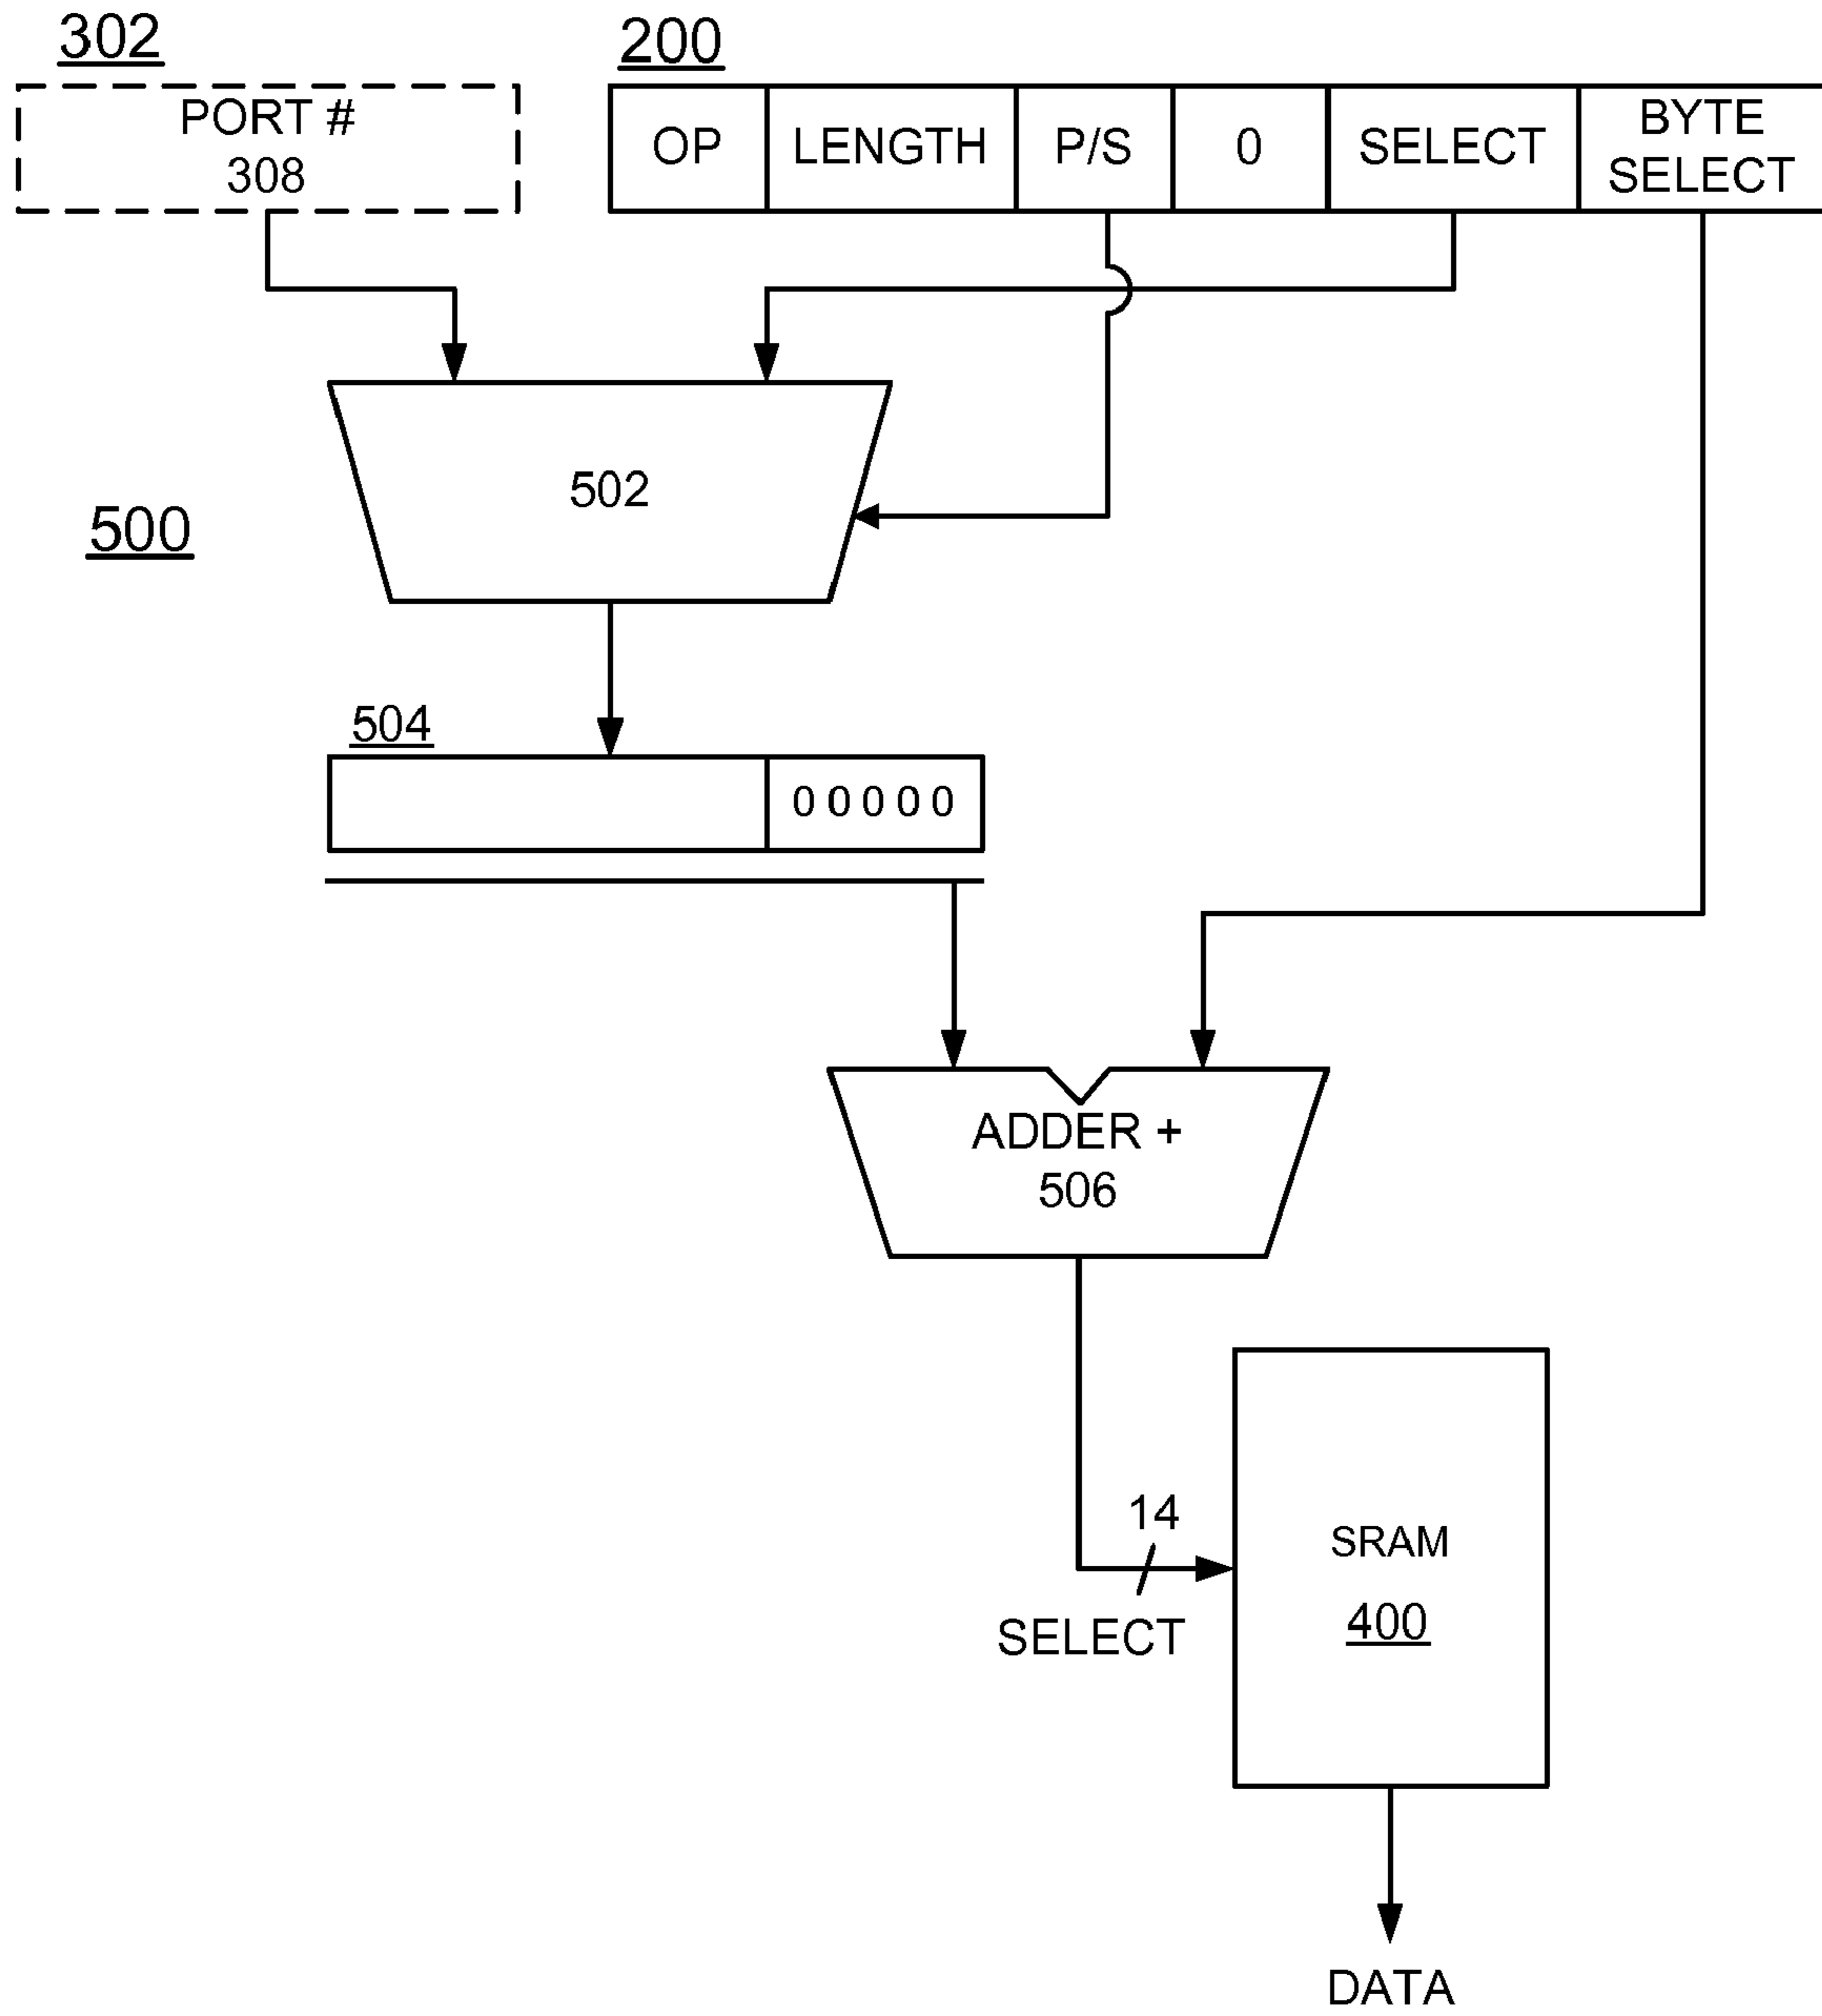 302
200
PORT #
308
OP
LENGTH
P/S
0
SELECT
BYTE
SELECT
502
500
504
0 0 0 0 0
ADDER +
506
14
SELECT
SRAM
400
DATA